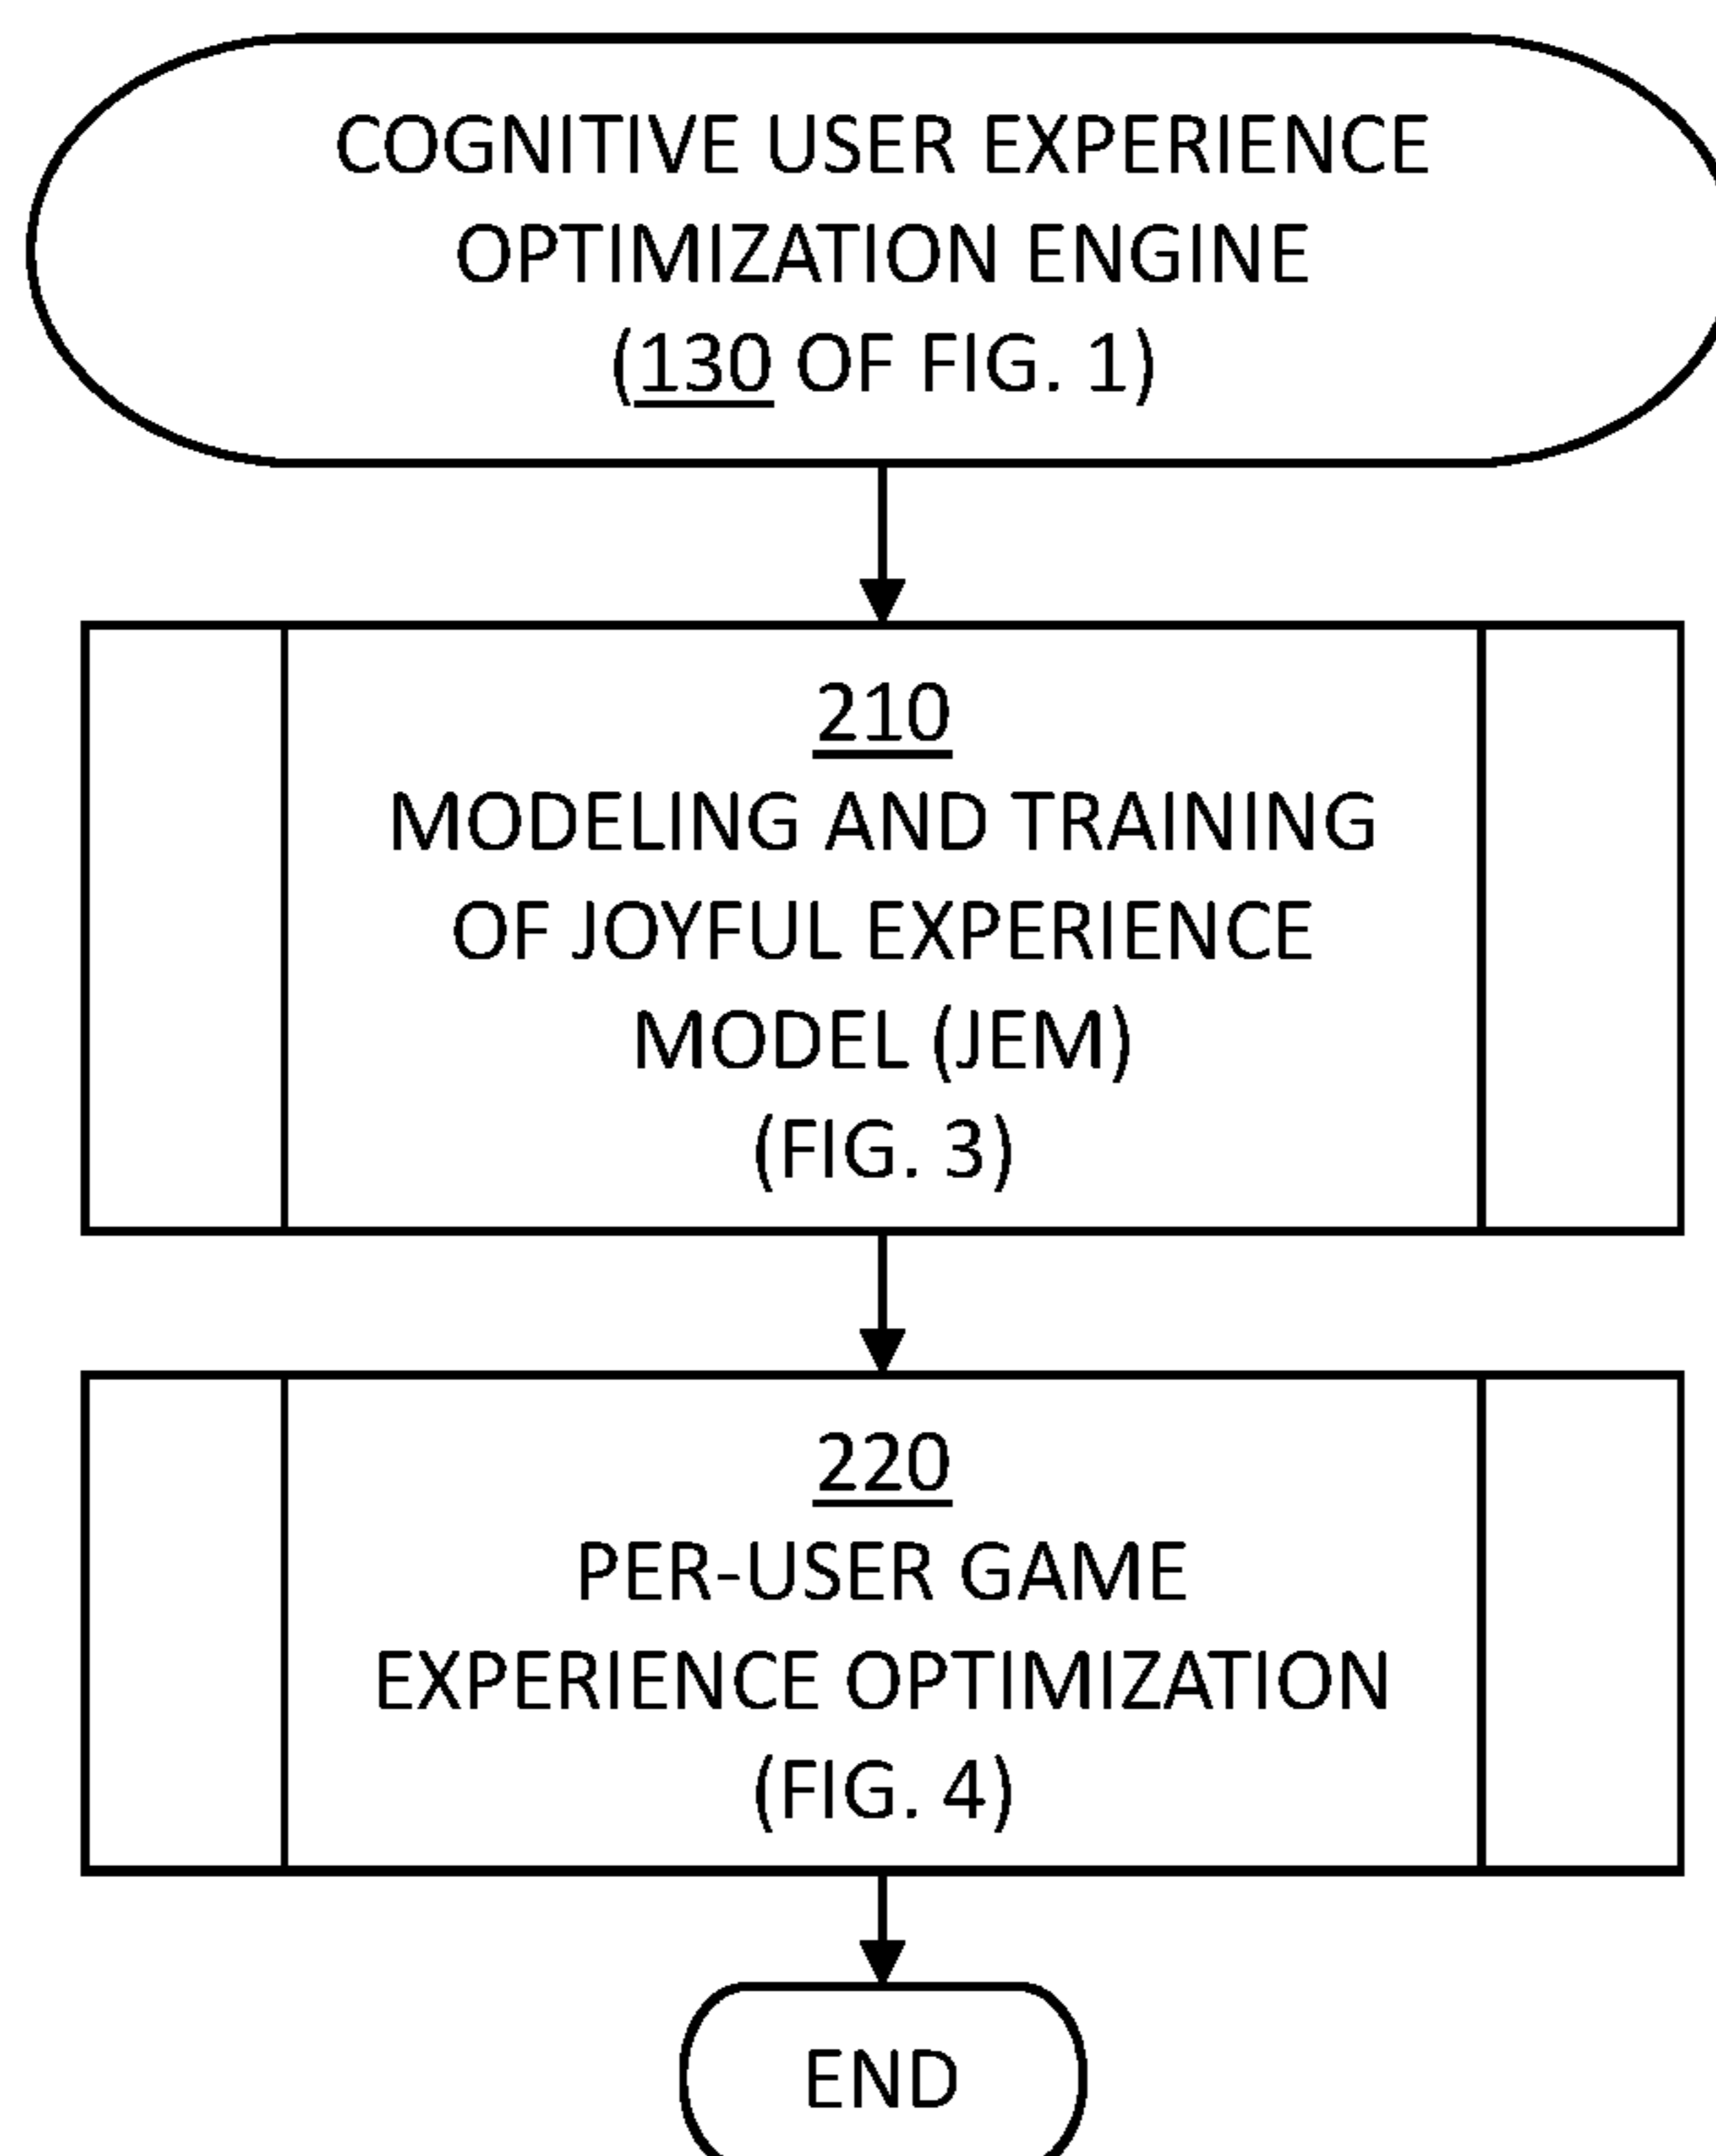 COGNITIVE USER EXPERIENCE
OPTIMIZATION ENGINE
(130 OF FIG. 1)
210
MODELING AND TRAINING
OF JOYFUL EXPERIENCE
MODEL (JEM)
(FIG. 3)
220
PER-USER GAME
EXPERIENCE OPTIMIZATION
(FIG. 4)
END